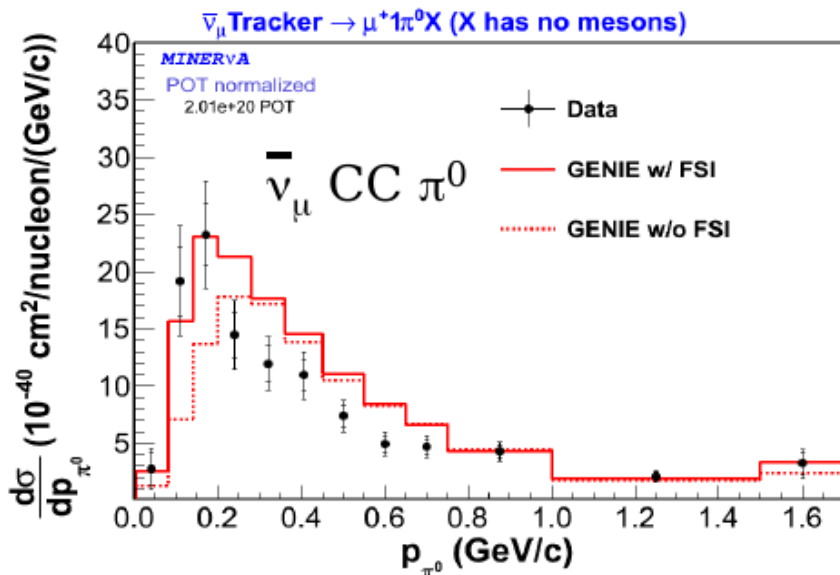 ν̄μTracker → μ⁺1π⁰X (X has no mesons)
MINERνA
POT normalized
2.01e+20 POT
ν̄μ CC π⁰
Data
GENIE w/ FSI
GENIE w/o FSI
dσ/dpπ⁰ (10⁻⁴⁰ cm²/nucleon/(GeV/c))
40
35
30
25
20
15
10
5
0.0 0.2 0.4 0.6 0.8 1.0 1.2 1.4 1.6
pπ⁰ (GeV/c)